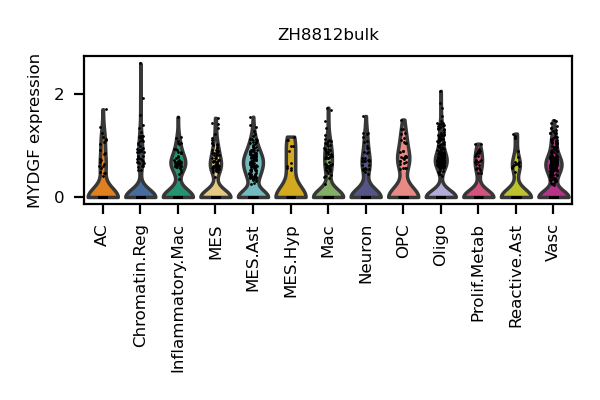 ZH8812bulk
MYDGF expression
2
0
AC
Chromatin.Reg
Inflammatory.Mac
MES
MES.Ast
MES.Hyp
Mac
Neuron
OPC
Oligo
Prolif.Metab
Reactive.Ast
Vasc